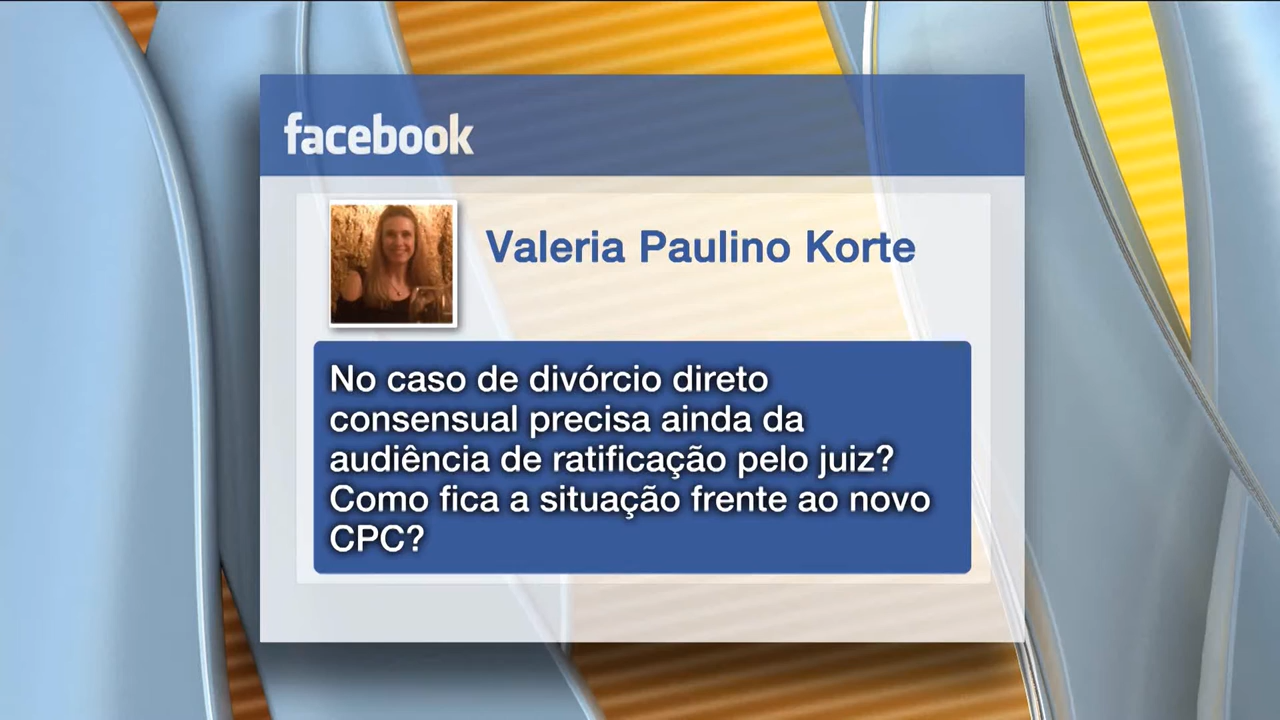 facebook
Valeria Paulino Korte
No caso de divórcio direto
consensual precisa ainda da
audiência de ratificação pelo juiz?
Como fica a situação frente ao novo
CPC?